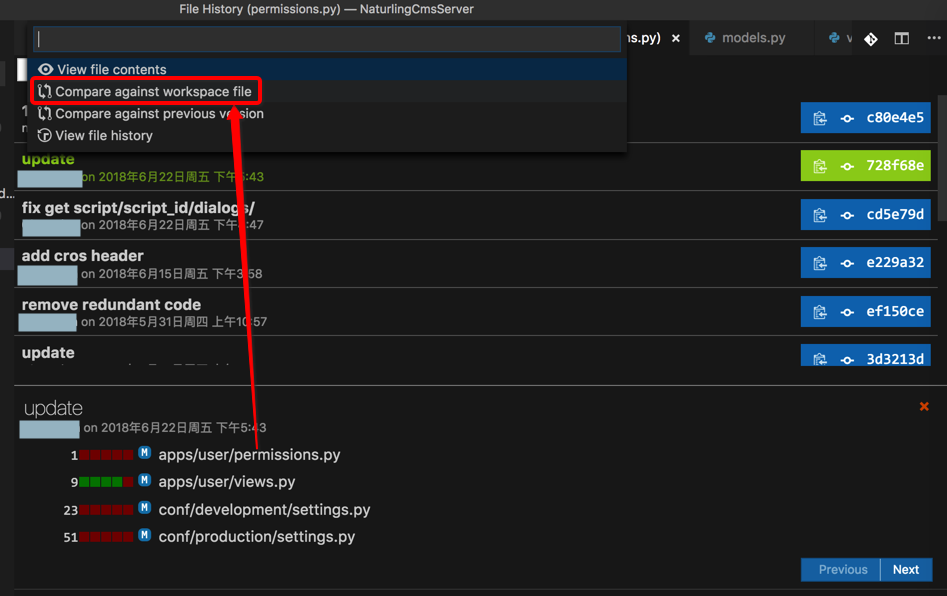 File History (permissions.py) — NaturlingCmsServer
ns.py) × models.py v ...
View file contents
Compare against workspace file
Compare against previous version
View file history
c80e4e5
update
on 2018年6月22日周五 下午5:43
728f68e
fix get script/script_id/dialogs/
on 2018年6月22日周五 下午:47
cd5e79d
add cros header
on 2018年6月15日周五 下午3:58
e229a32
remove redundant code
on 2018年5月31日周四 上午10:57
ef150ce
update
3d3213d
update
on 2018年6月22日周五 下午5:43
1 M apps/user/permissions.py
9 M apps/user/views.py
23 M conf/development/settings.py
51 M conf/production/settings.py
Previous Next